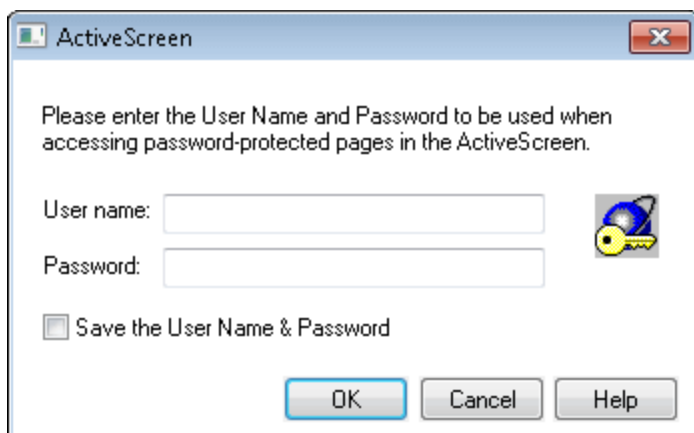 ActiveScreen
Please enter the User Name and Password to be used when
accessing password-protected pages in the ActiveScreen.
User name:
Password:
Save the User Name & Password
OK Cancel Help